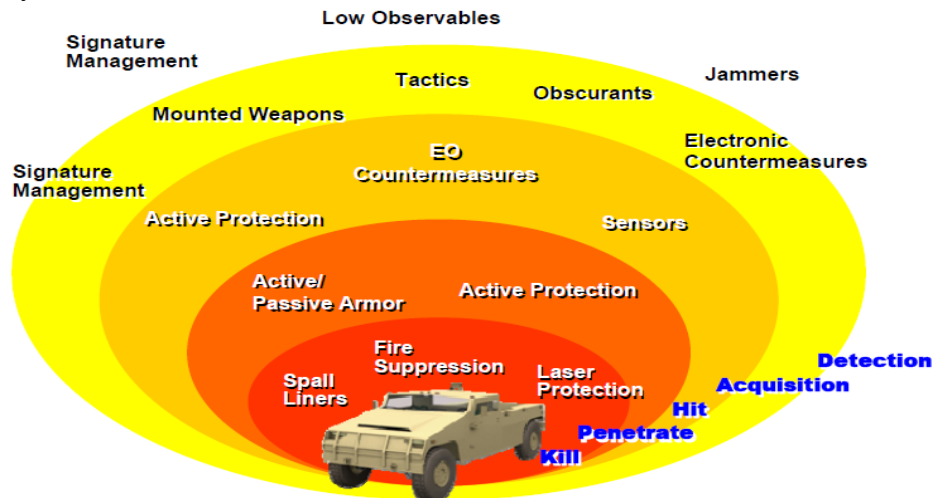 Low Observables
Signature
Management
Jammers
Tactics
Obscurants
Mounted Weapons
Electronic
Countermeasures
EO
Countermeasures
Signature
Management
Active Protection
Sensors
Active/
Passive Armor
Active Protection
Fire
Suppression
Spall
Liners
Laser
Protection
Detection
Acquisition
Hit
Penetrate
Kill